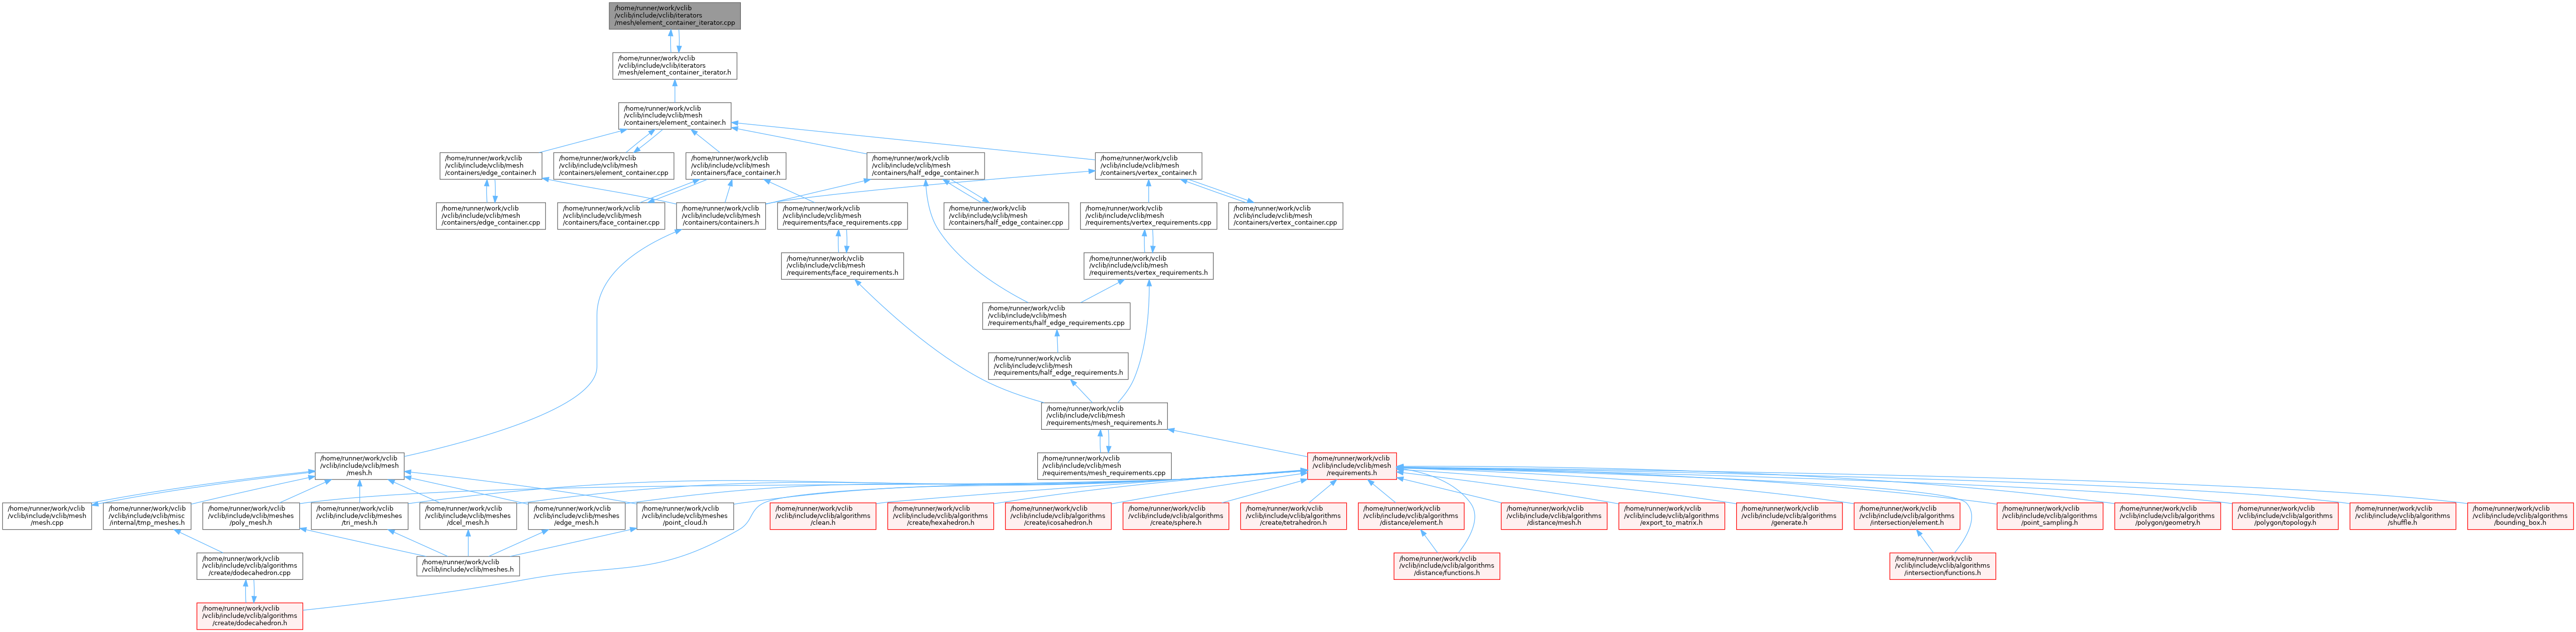 /home/runner/work/vclib
/vclib/include/vclib/iterators
/mesh/element_container_iterator.cpp
/home/runner/work/vclib
/vclib/include/vclib/iterators
/mesh/element_container_iterator.h
/home/runner/work/vclib
/vclib/include/vclib/mesh
/containers/element_container.h
/home/runner/work/vclib
/vclib/include/vclib/mesh
/containers/edge_container.h
/home/runner/work/vclib
/vclib/include/vclib/mesh
/containers/element_container.cpp
/home/runner/work/vclib
/vclib/include/vclib/mesh
/containers/face_container.h
/home/runner/work/vclib
/vclib/include/vclib/mesh
/containers/half_edge_container.h
/home/runner/work/vclib
/vclib/include/vclib/mesh
/containers/vertex_container.h
/home/runner/work/vclib
/vclib/include/vclib/mesh
/containers/edge_container.cpp
/home/runner/work/vclib
/vclib/include/vclib/mesh
/containers/face_container.cpp
/home/runner/work/vclib
/vclib/include/vclib/mesh
/containers/containers.h
/home/runner/work/vclib
/vclib/include/vclib/mesh
/requirements/face_requirements.cpp
/home/runner/work/vclib
/vclib/include/vclib/mesh
/containers/half_edge_container.cpp
/home/runner/work/vclib
/vclib/include/vclib/mesh
/requirements/vertex_requirements.cpp
/home/runner/work/vclib
/vclib/include/vclib/mesh
/containers/vertex_container.cpp
/home/runner/work/vclib
/vclib/include/vclib/mesh
/requirements/face_requirements.h
/home/runner/work/vclib
/vclib/include/vclib/mesh
/requirements/vertex_requirements.h
/home/runner/work/vclib
/vclib/include/vclib/mesh
/requirements/half_edge_requirements.cpp
/home/runner/work/vclib
/vclib/include/vclib/mesh
/requirements/half_edge_requirements.h
/home/runner/work/vclib
/vclib/include/vclib/mesh
/requirements/mesh_requirements.h
/home/runner/work/vclib
/vclib/include/vclib/mesh
/mesh.h
/home/runner/work/vclib
/vclib/include/vclib/mesh
/requirements/mesh_requirements.cpp
/home/runner/work/vclib
/vclib/include/vclib/mesh
/requirements.h
/home/runner/work/vclib
/vclib/include/vclib/mesh
/mesh.cpp
/home/runner/work/vclib
/vclib/include/vclib/misc
/internal/tmp_meshes.h
/home/runner/work/vclib
/vclib/include/vclib/meshes
/poly_mesh.h
/home/runner/work/vclib
/vclib/include/vclib/meshes
/tri_mesh.h
/home/runner/work/vclib
/vclib/include/vclib/meshes
/dcel_mesh.h
/home/runner/work/vclib
/vclib/include/vclib/meshes
/edge_mesh.h
/home/runner/work/vclib
/vclib/include/vclib/meshes
/point_cloud.h
/home/runner/work/vclib
/vclib/include/vclib/algorithms
/clean.h
/home/runner/work/vclib
/vclib/include/vclib/algorithms
/create/hexahedron.h
/home/runner/work/vclib
/vclib/include/vclib/algorithms
/create/icosahedron.h
/home/runner/work/vclib
/vclib/include/vclib/algorithms
/create/sphere.h
/home/runner/work/vclib
/vclib/include/vclib/algorithms
/create/tetrahedron.h
/home/runner/work/vclib
/vclib/include/vclib/algorithms
/distance/element.h
/home/runner/work/vclib
/vclib/include/vclib/algorithms
/distance/mesh.h
/home/runner/work/vclib
/vclib/include/vclib/algorithms
/export_to_matrix.h
/home/runner/work/vclib
/vclib/include/vclib/algorithms
/generate.h
/home/runner/work/vclib
/vclib/include/vclib/algorithms
/intersection/element.h
/home/runner/work/vclib
/vclib/include/vclib/algorithms
/point_sampling.h
/home/runner/work/vclib
/vclib/include/vclib/algorithms
/polygon/geometry.h
/home/runner/work/vclib
/vclib/include/vclib/algorithms
/polygon/topology.h
/home/runner/work/vclib
/vclib/include/vclib/algorithms
/shuffle.h
/home/runner/work/vclib
/vclib/include/vclib/algorithms
/bounding_box.h
/home/runner/work/vclib
/vclib/include/vclib/algorithms
/create/dodecahedron.cpp
/home/runner/work/vclib
/vclib/include/vclib/meshes.h
/home/runner/work/vclib
/vclib/include/vclib/algorithms
/distance/functions.h
/home/runner/work/vclib
/vclib/include/vclib/algorithms
/intersection/functions.h
/home/runner/work/vclib
/vclib/include/vclib/algorithms
/create/dodecahedron.h